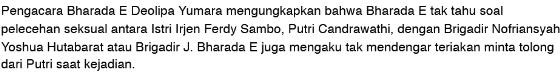 Pengacara Bharada E Deolipa Yumara mengungkapkan bahwa Bharada E tak tahu soal
pelecehan seksual antara Istri Irjen Ferdy Sambo, Putri Candrawathi, dengan Brigadir Nofriansyah
Yoshua Hutabarat atau Brigadir J. Bharada E juga mengaku tak mendengar teriakan minta tolong
dari Putri saat kejadian.